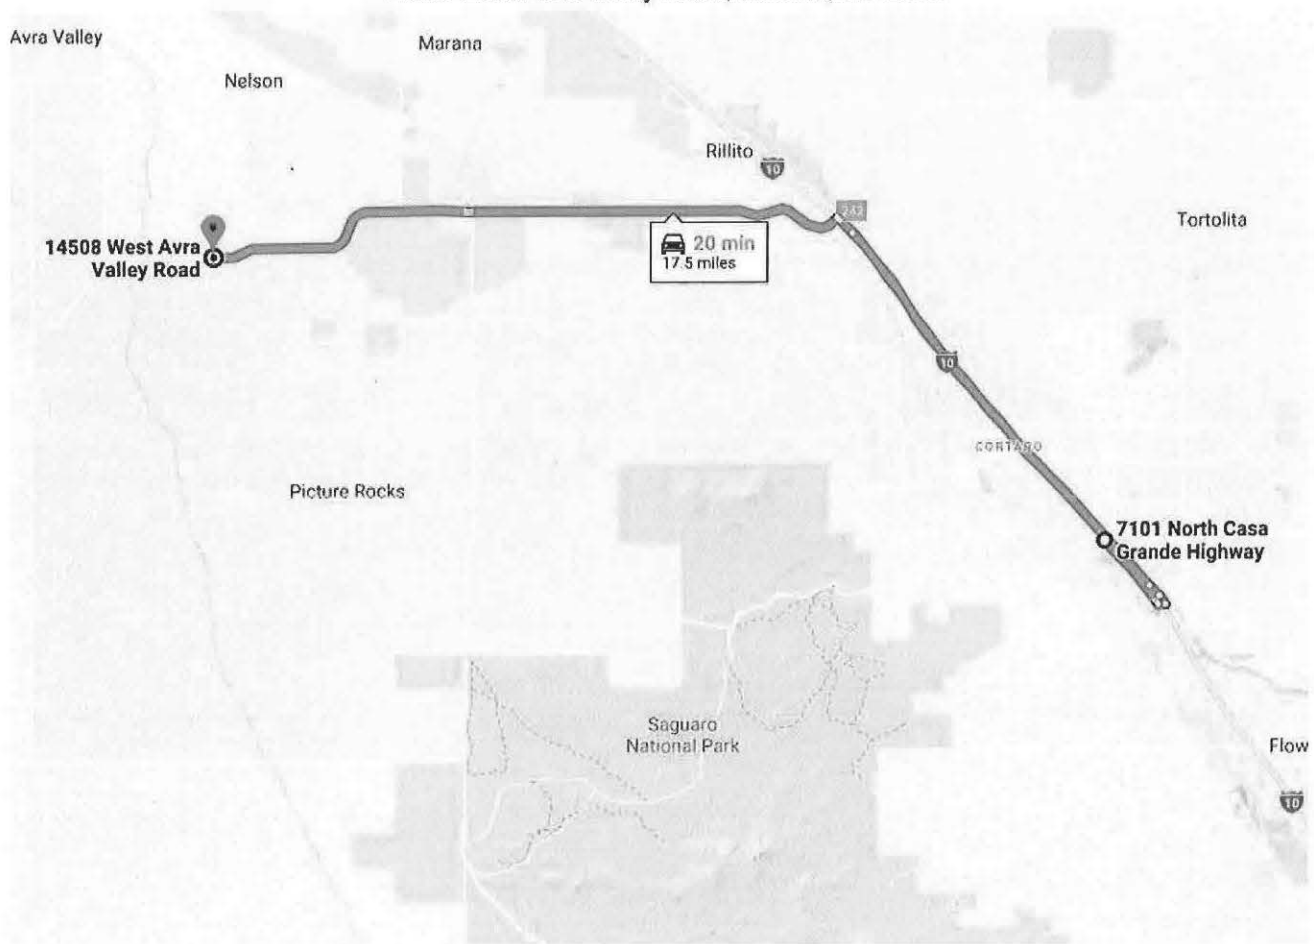 Avra Valley
Marana
Nelson
Rillito
10
242
Tortolita
14508 West Avra
Valley Road
20 min
17.5 miles
10
CORTARO
Picture Rocks
7101 North Casa
Grande Highway
Saguaro
National Park
Flow
10